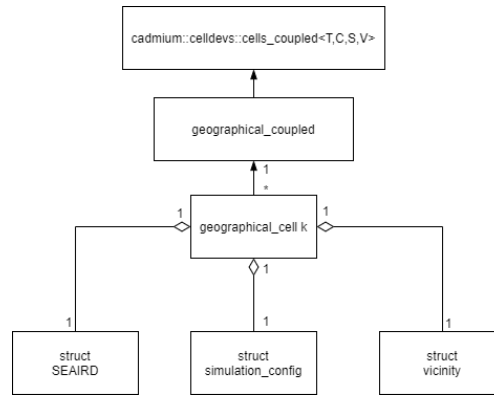 cadmium::celldevs::cells_coupled<T,C,S,V>
geographical_coupled
1
*
geographical_cell k
1
1
1
1
1
1
struct
SEAIRD
struct
simulation_config
struct
vicinity